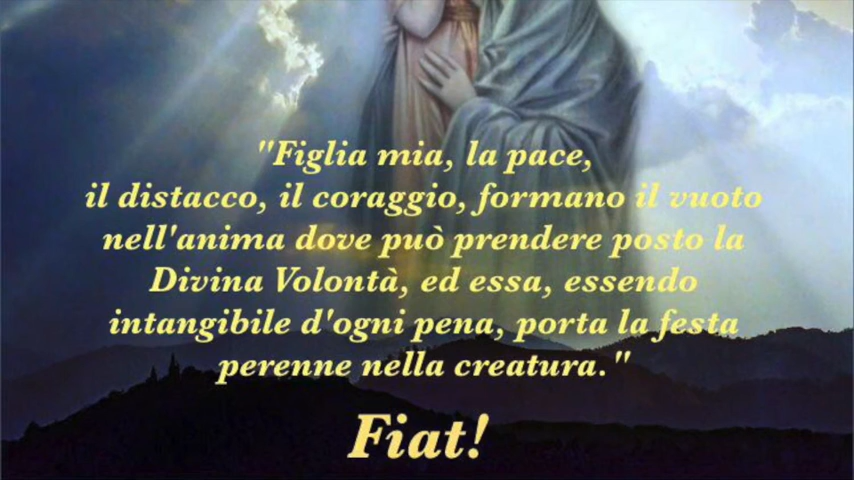 "Figlia mia, la pace,
il distacco, il coraggio, formano il vuoto
nell'anima dove può prendere posto la
Divina Volontà, ed essa, essendo
intangibile d'ogni pena, porta la festa
perenne nella creatura."
Fiat!